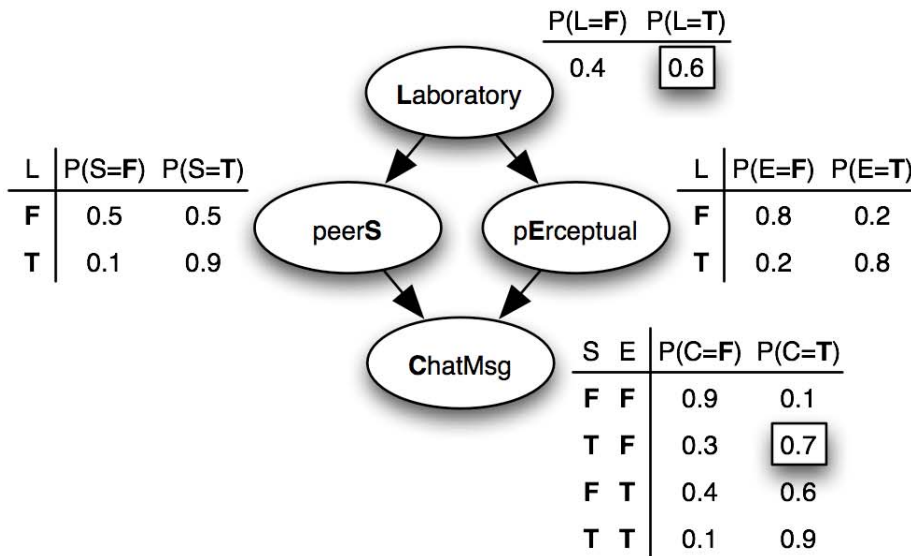 P(L=F) P(L=T)
0.4 0.6
Laboratory
L P(S=F) P(S=T)
F 0.5 0.5
T 0.1 0.9
peerS
pErceptual
L P(E=F) P(E=T)
F 0.8 0.2
T 0.2 0.8
ChatMsg
S E P(C=F) P(C=T)
F F 0.9 0.1
T F 0.3 0.7
F T 0.4 0.6
T T 0.1 0.9